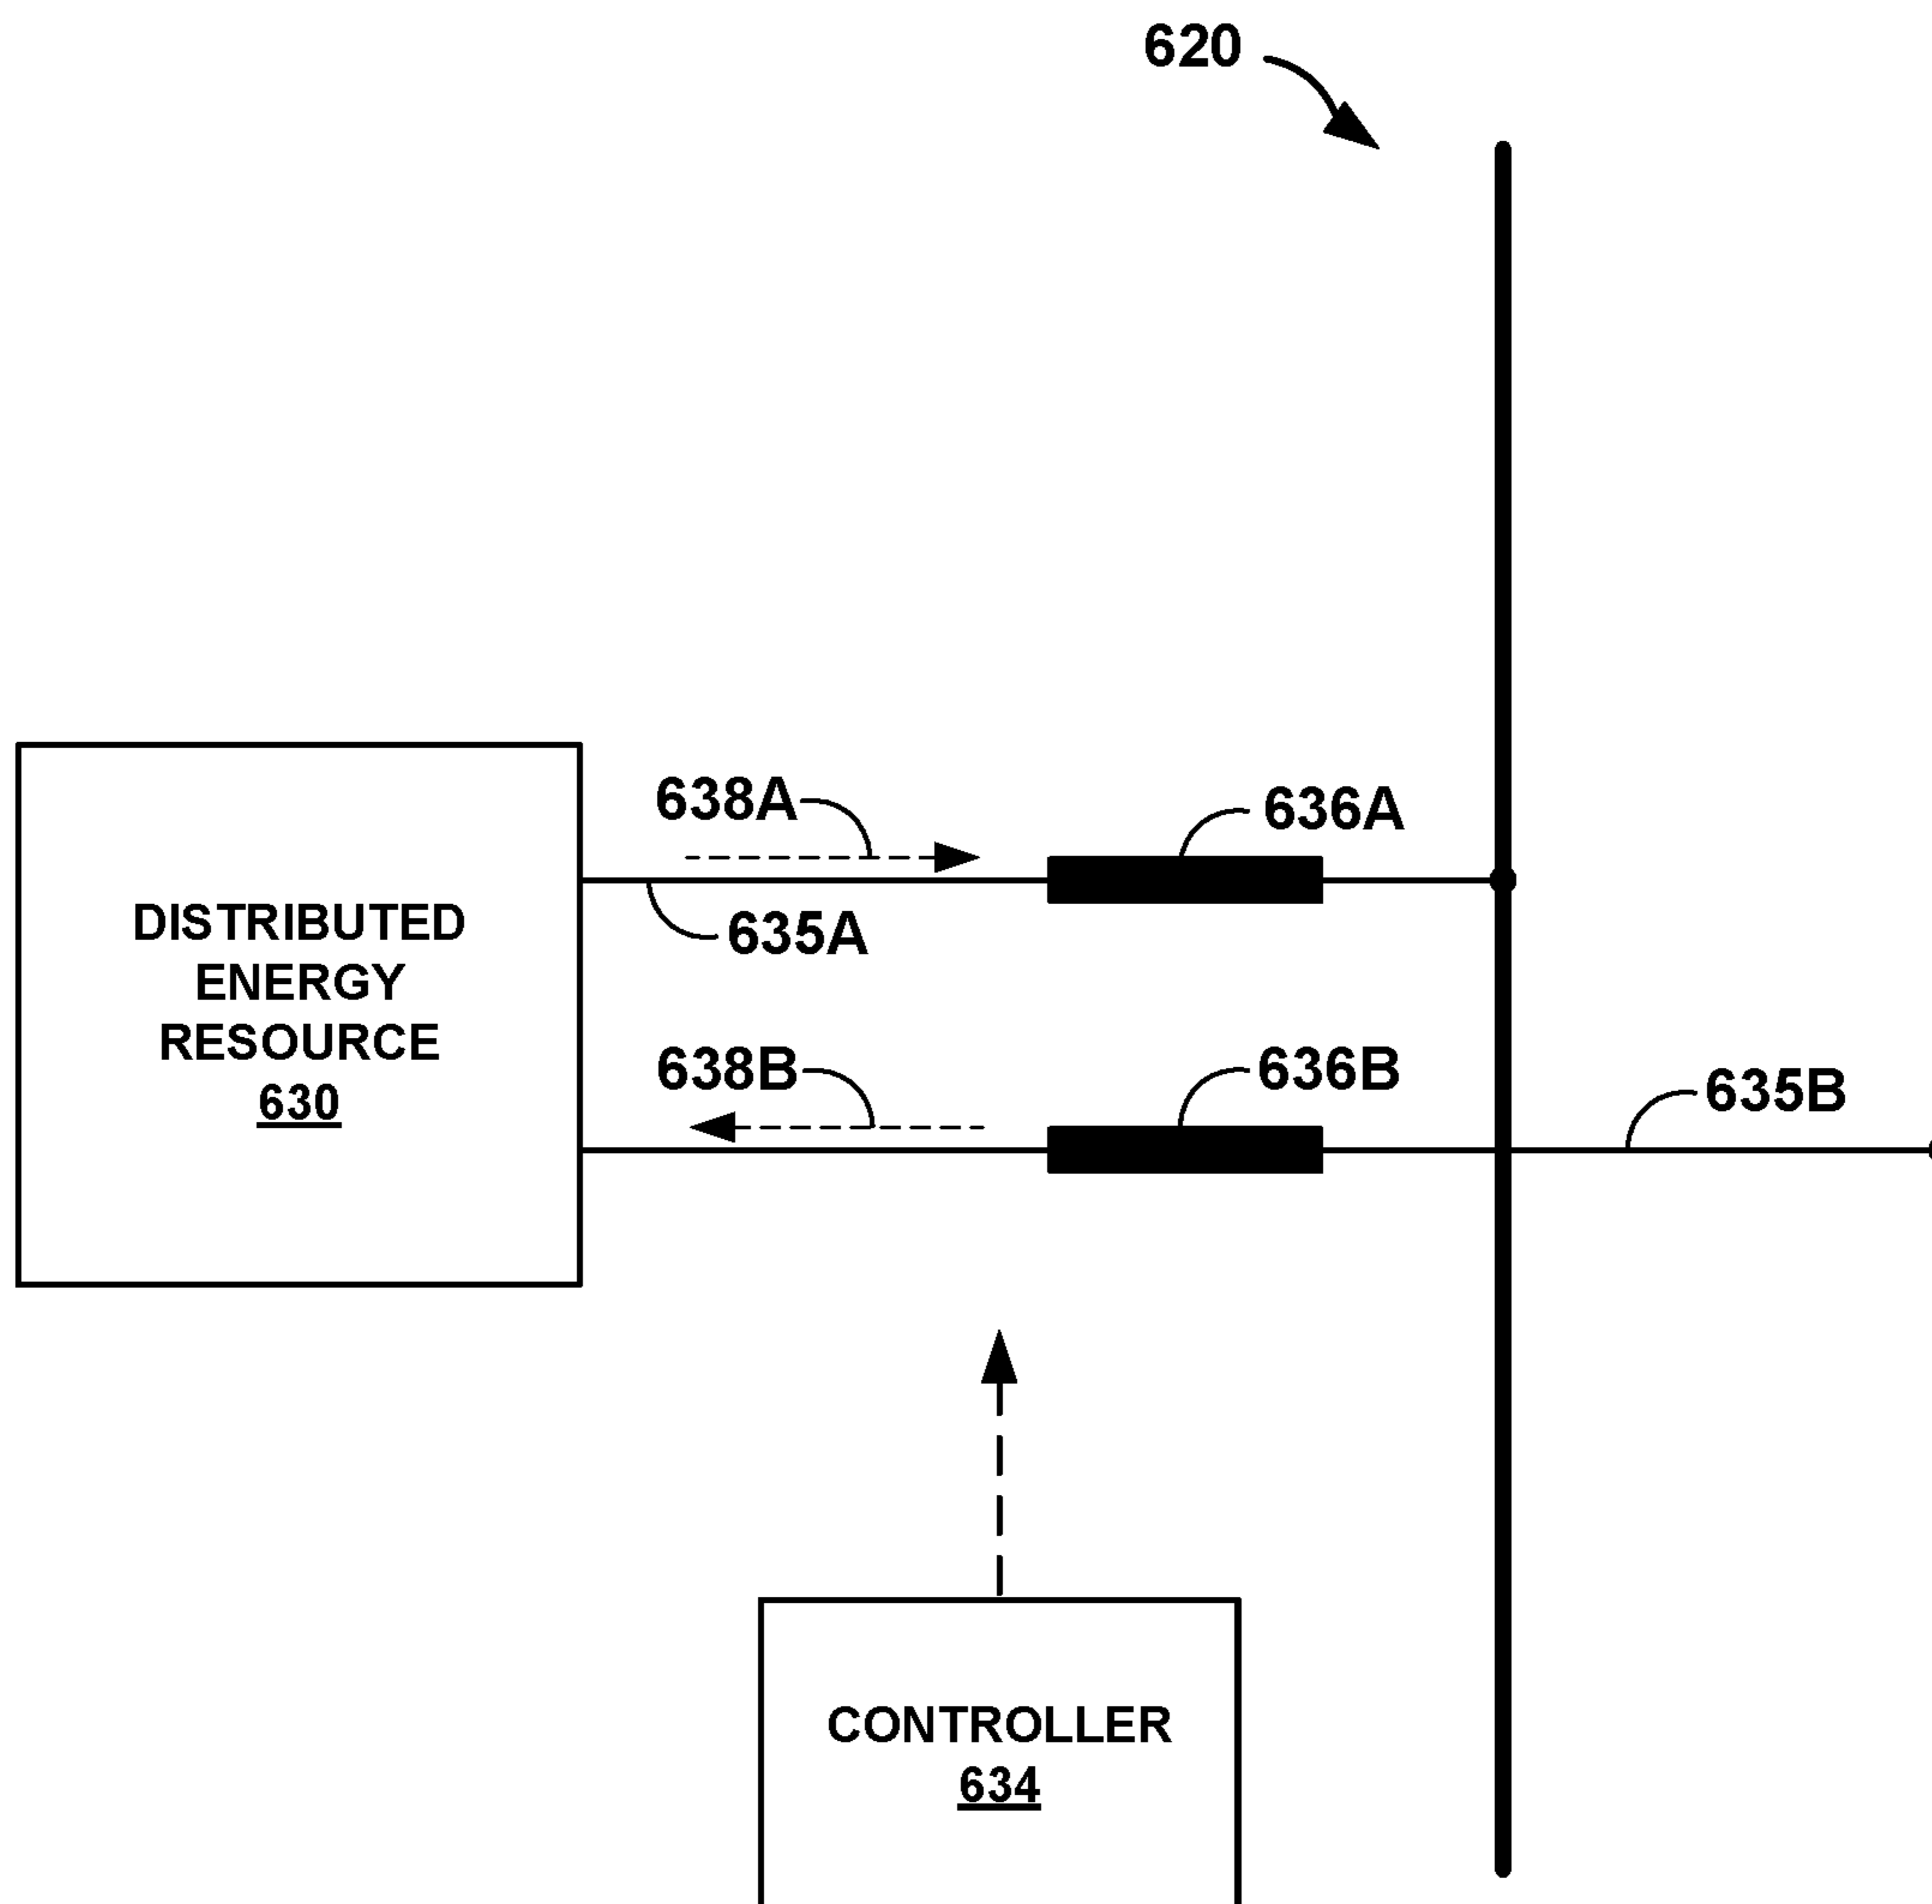 620
638A
636A
635A
DISTRIBUTED
ENERGY
RESOURCE
630
638B
636B
635B
CONTROLLER
634